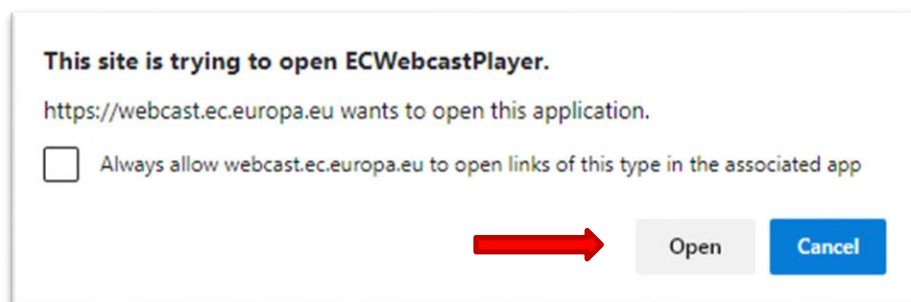 This site is trying to open ECWebcastPlayer.
https://webcast.ec.europa.eu wants to open this application.
Always allow webcast.ec.europa.eu to open links of this type in the associated app
Open Cancel